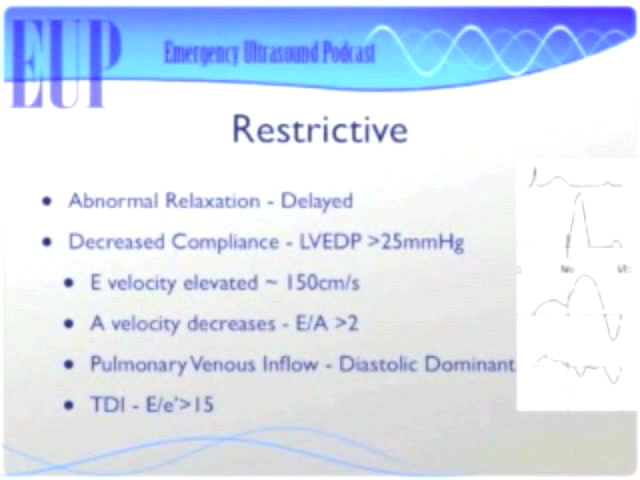 EUP
Emergency Ultrasound Podcast
Restrictive
• Abnormal Relaxation - Delayed
• Decreased Compliance - LVEDP >25mmHg
• E velocity elevated ~ 150cm/s
• A velocity decreases - E/A >2
• Pulmonary Venous Inflow - Diastolic Dominant
• TDI - E/e'>15